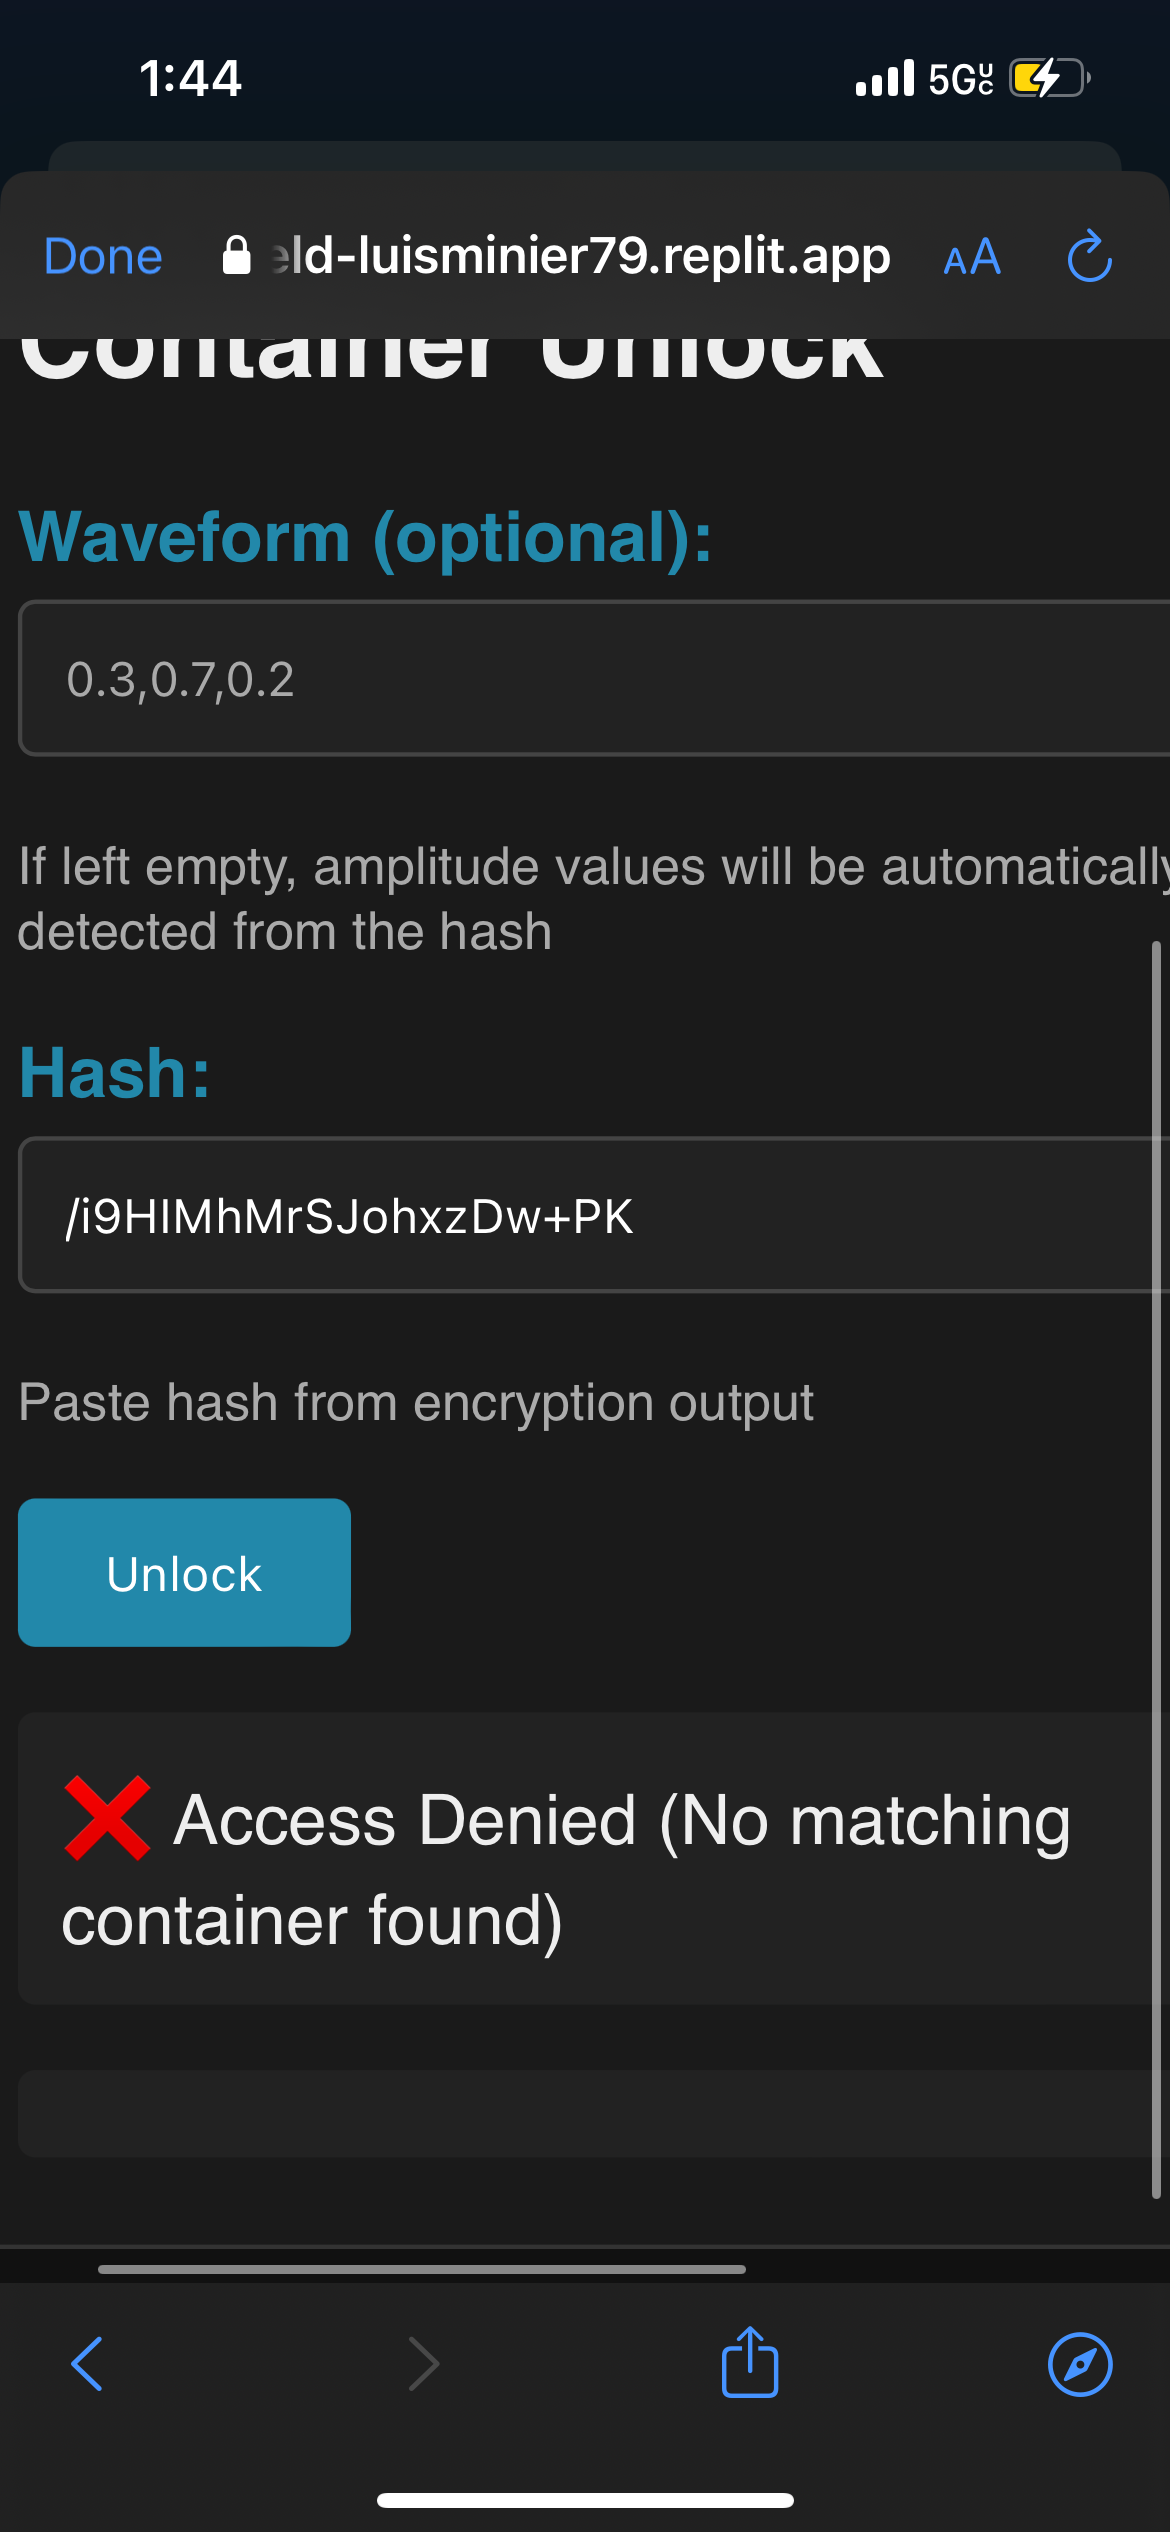 1:44
5G UC
Done
eld-luisminier79.replit.app
AA
Container Unlock
Waveform (optional):
0.3,0.7,0.2
If left empty, amplitude values will be automatically
detected from the hash
Hash:
/i9HIMhMrSJohxzDw+PK
Paste hash from encryption output
Unlock
❌ Access Denied (No matching
container found)